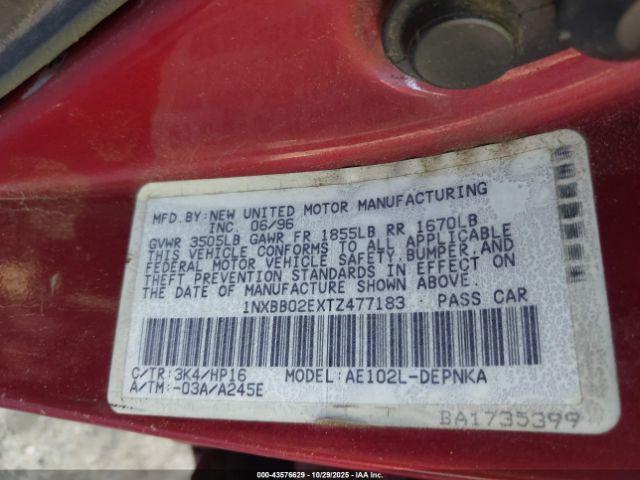 MFD.BY:NEW UNITED MOTOR MANUFACTURING
INC. 06/96
GVWR 3505LB GAWR FR 1855LB RR 1670LB
THIS VEHICLE CONFORMS TO ALL APPLICABLE
FEDERAL MOTOR VEHICLE SAFETY,BUMPER,AND
THEFT PREVENTION STANDARDS IN EFFECT ON
THE DATE OF MANUFACTURE SHOWN ABOVE.
1NXBB02EXTZ477183 PASS CAR
C/TR:3K4/HP16 MODEL:AE102L-DEPNKA
A/TM:-03A/A245E
BA1735399
000-43576629 - 10/29/2025 - IAAI.COM